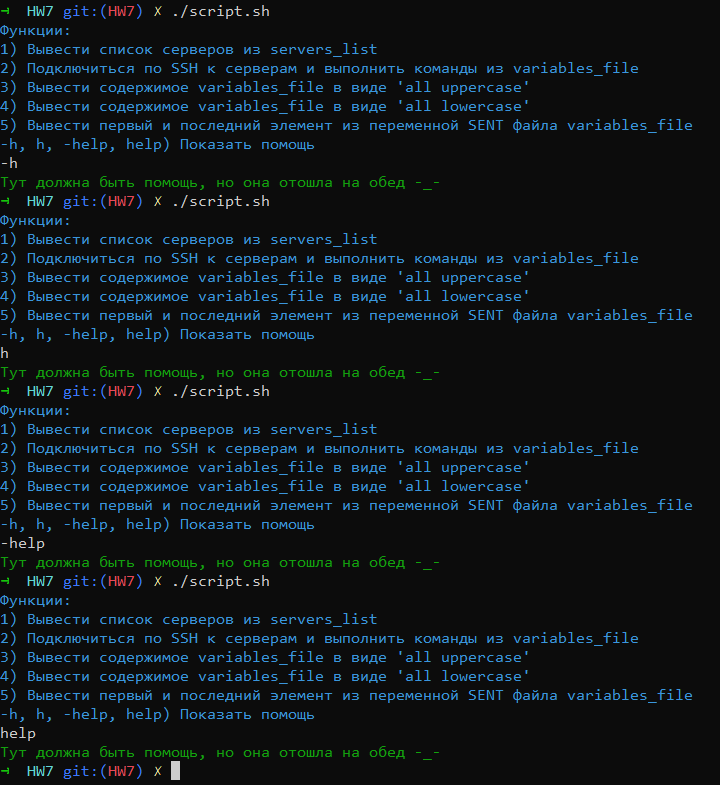 → HW7 git:(HW7) ✗ ./script.sh
Функции:
1) Вывести список серверов из servers_list
2) Подключиться по SSH к серверам и выполнить команды из variables_file
3) Вывести содержимое variables_file в виде 'all uppercase'
4) Вывести содержимое variables_file в виде 'all lowercase'
5) Вывести первый и последний элемент из переменной SENT файла variables_file
-h, h, -help, help) Показать помощь
-h
Тут должна быть помощь, но она отошла на обед -_-
→ HW7 git:(HW7) ✗ ./script.sh
Функции:
1) Вывести список серверов из servers_list
2) Подключиться по SSH к серверам и выполнить команды из variables_file
3) Вывести содержимое variables_file в виде 'all uppercase'
4) Вывести содержимое variables_file в виде 'all lowercase'
5) Вывести первый и последний элемент из переменной SENT файла variables_file
-h, h, -help, help) Показать помощь
h
Тут должна быть помощь, но она отошла на обед -_-
→ HW7 git:(HW7) ✗ ./script.sh
Функции:
1) Вывести список серверов из servers_list
2) Подключиться по SSH к серверам и выполнить команды из variables_file
3) Вывести содержимое variables_file в виде 'all uppercase'
4) Вывести содержимое variables_file в виде 'all lowercase'
5) Вывести первый и последний элемент из переменной SENT файла variables_file
-h, h, -help, help) Показать помощь
-help
Тут должна быть помощь, но она отошла на обед -_-
→ HW7 git:(HW7) ✗ ./script.sh
Функции:
1) Вывести список серверов из servers_list
2) Подключиться по SSH к серверам и выполнить команды из variables_file
3) Вывести содержимое variables_file в виде 'all uppercase'
4) Вывести содержимое variables_file в виде 'all lowercase'
5) Вывести первый и последний элемент из переменной SENT файла variables_file
-h, h, -help, help) Показать помощь
help
Тут должна быть помощь, но она отошла на обед -_-
→ HW7 git:(HW7) ✗